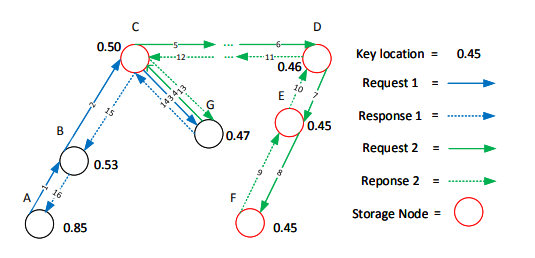 C
D
0.50
5
6
12
11
0.46
Key location = 0.45
Request 1 =
Response 1 =
Request 2 =
Reponse 2 =
Storage Node =
2
15
14
3
4
13
G
0.47
10
7
E
0.45
B
0.53
1
16
A
0.85
9
8
F
0.45